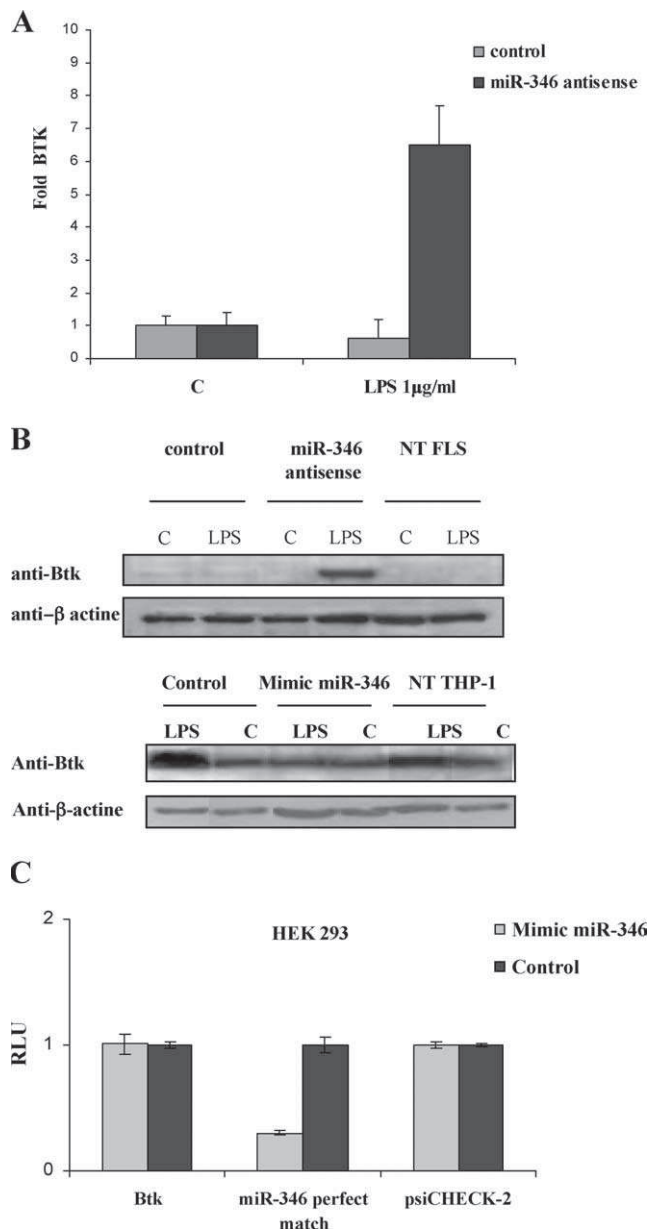 A
10
9
8
7
6
5
4
3
2
1
0
Fold BTK
control
miR-346 antisense
C LPS 1µg/ml
B
control miR-346 antisense NT FLS
C LPS C LPS C LPS
anti-Btk
anti-β actine
Control Mimic miR-346 NT THP-1
LPS C LPS C LPS C
Anti-Btk
Anti-β-actine
C
2
1
0
RLU
HEK 293
Mimic miR-346
Control
Btk miR-346 perfect match psiCHECK-2